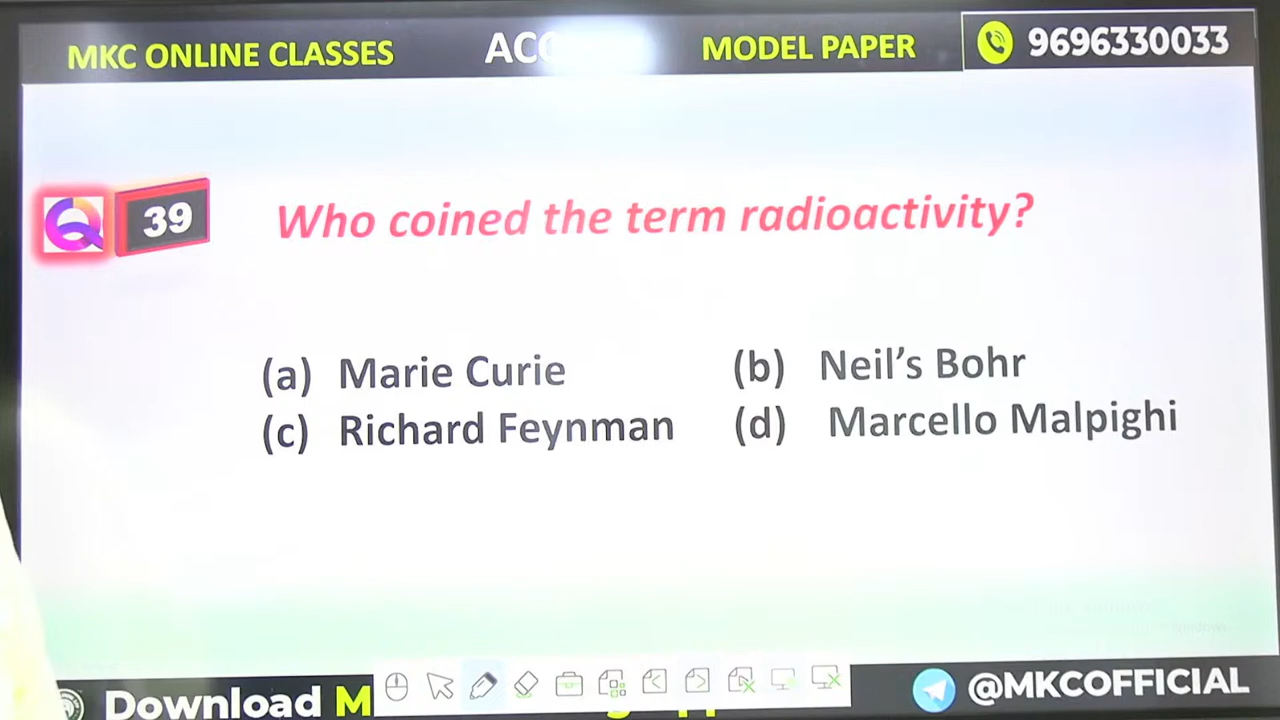 MKC ONLINE CLASSES
MODEL PAPER
9696330033
39
Who coined the term radioactivity?
(a) Marie Curie
(b) Neil's Bohr
(c) Richard Feynman
(d) Marcello Malpighi
Download M
@MKCOFFICIAL